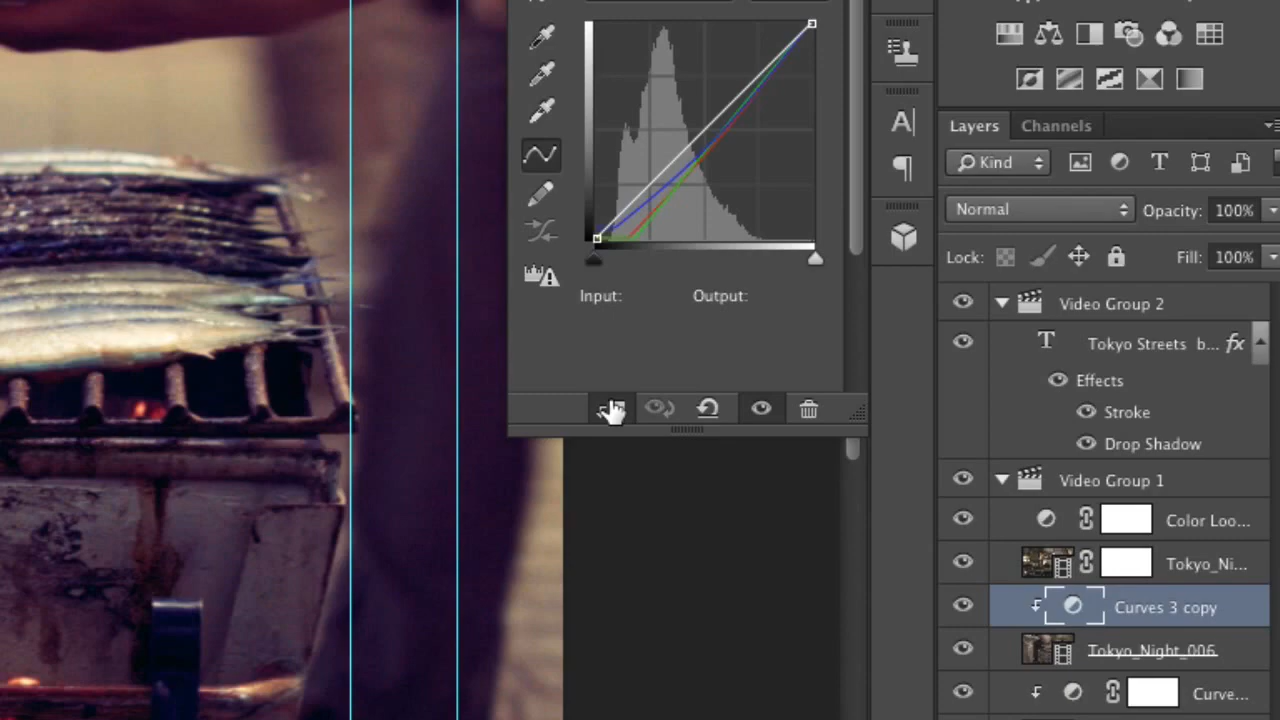 Input: Output:
Layers Channels
Kind
Normal Opacity: 100%
Lock: Fill: 100%
Video Group 2
T Tokyo Streets b... fx
Effects
Stroke
Drop Shadow
Video Group 1
Color Loo...
Tokyo_Ni...
Curves 3 copy
Tokyo_Night_006
Curve...